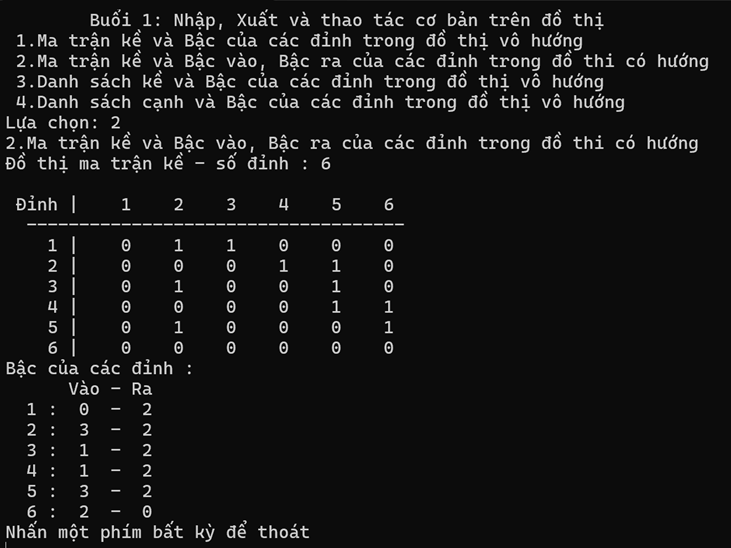 Buổi 1: Nhập, Xuất và thao tác cơ bản trên đồ thị
1.Ma trận kề và Bậc của các đỉnh trong đồ thị vô hướng
2.Ma trận kề và Bậc vào, Bậc ra của các đỉnh trong đồ thi có hướng
3.Danh sách kề và Bậc của các đỉnh trong đồ thị vô hướng
4.Danh sách cạnh và Bậc của các đỉnh trong đồ thị vô hướng
Lựa chọn: 2
2.Ma trận kề và Bậc vào, Bậc ra của các đỉnh trong đồ thi có hướng
Đồ thị ma trận kề - số đỉnh : 6
Đỉnh | 1 2 3 4 5 6
------------------------------------
1 | 0 1 1 0 0 0
2 | 0 0 0 1 1 0
3 | 0 1 0 0 1 0
4 | 0 0 0 0 1 1
5 | 0 1 0 0 0 1
6 | 0 0 0 0 0 0
Bậc của các đỉnh :
Vào - Ra
1 : 0 - 2
2 : 3 - 2
3 : 1 - 2
4 : 1 - 2
5 : 3 - 2
6 : 2 - 0
Nhấn một phím bất kỳ để thoát